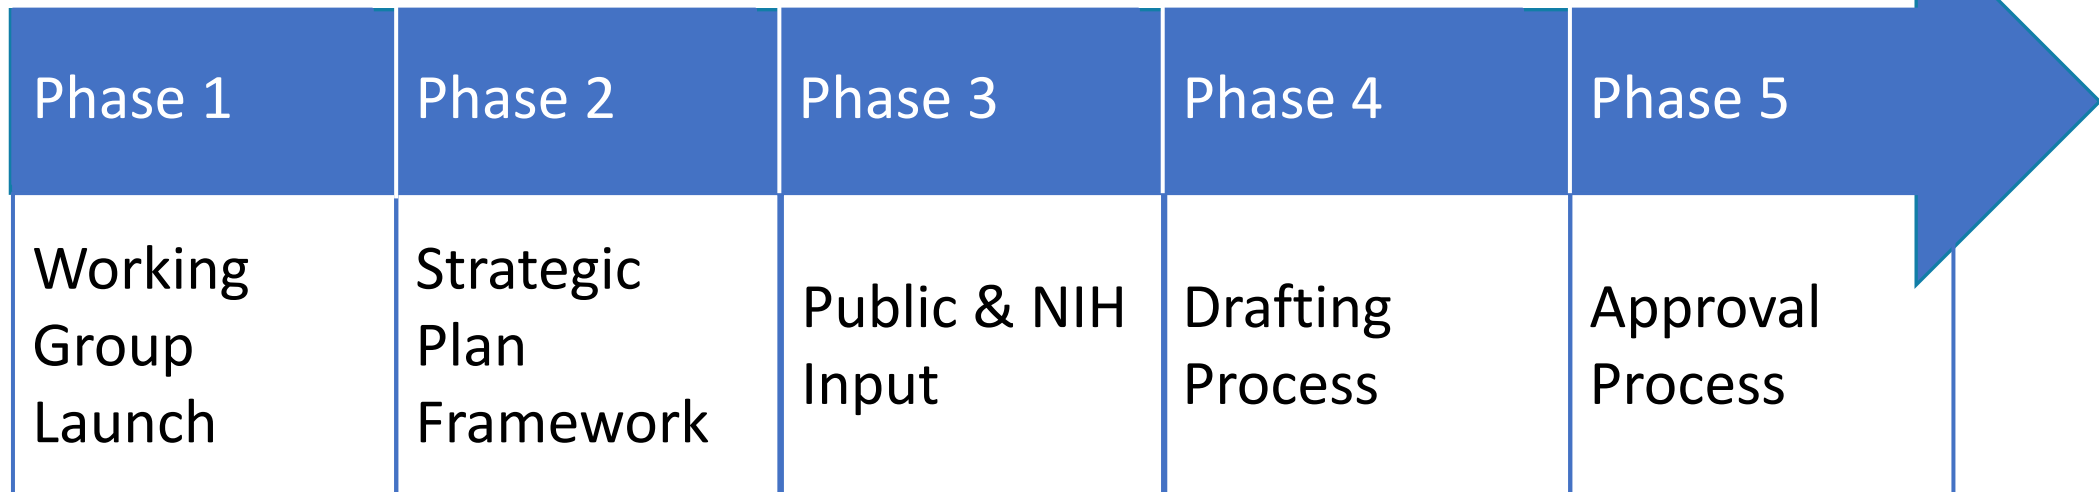 Phase 1
Phase 2
Phase 3
Phase 4
Phase 5
Working
Group
Launch
Strategic
Plan
Framework
Public & NIH
Input
Drafting
Process
Approval
Process